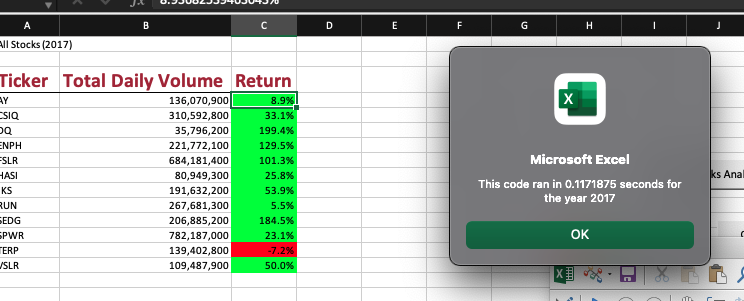 A B C D E F G H I J
All Stocks (2017)
Ticker Total Daily Volume Return
AY 136,070,900 8.9%
CSIQ 310,592,800 33.1%
DQ 35,796,200 199.4%
ENPH 221,772,100 129.5%
FSLR 684,181,400 101.3%
HASI 80,949,300 25.8%
KS 191,632,200 53.9%
RUN 267,681,300 5.5%
SEDG 206,885,200 184.5%
SPWR 782,187,000 23.1%
TERP 139,402,800 -7.2%
VSLR 109,487,900 50.0%
X
Microsoft Excel
This code ran in 0.1171875 seconds for
the year 2017
OK
ks Anal